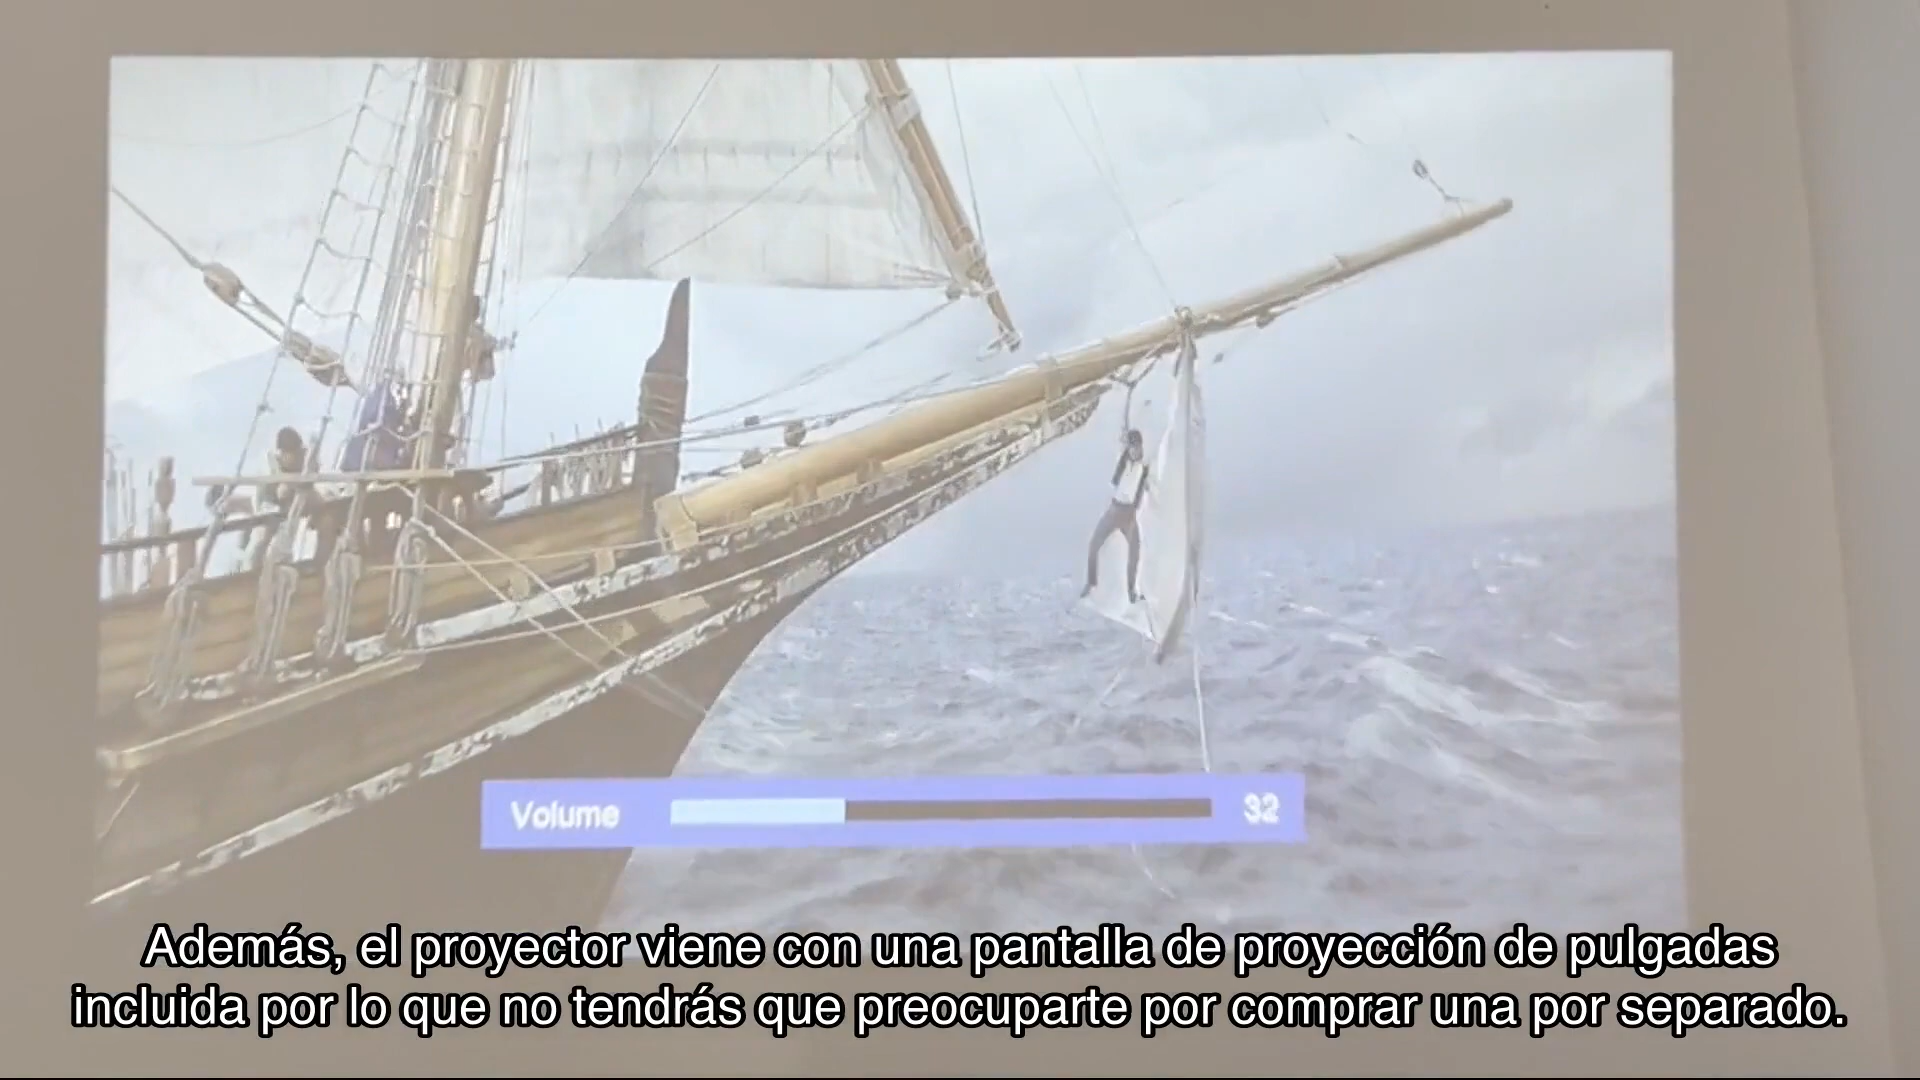 Volume 32
Además, el proyector viene con una pantalla de proyección de pulgadas
incluida por lo que no tendrás que preocuparte por comprar una por separado.